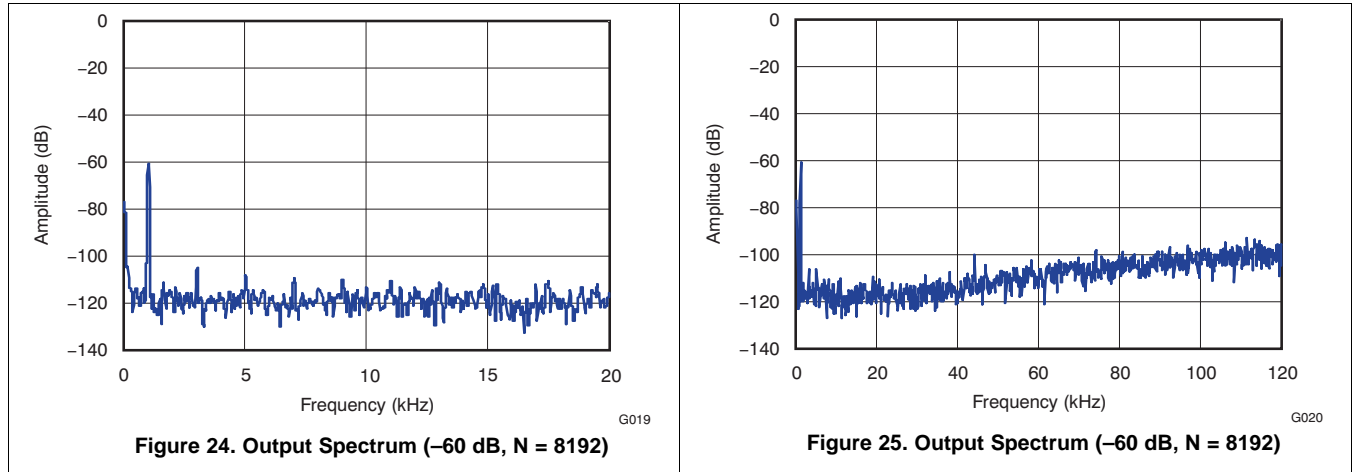 0
−20
−40
−60
−80
−100
−120
−140
Amplitude (dB)
0 5 10 15 20
Frequency (kHz)
G019
Figure 24. Output Spectrum (–60 dB, N = 8192)
0
−20
−40
−60
−80
−100
−120
−140
Amplitude (dB)
0 20 40 60 80 100 120
Frequency (kHz)
G020
Figure 25. Output Spectrum (–60 dB, N = 8192)